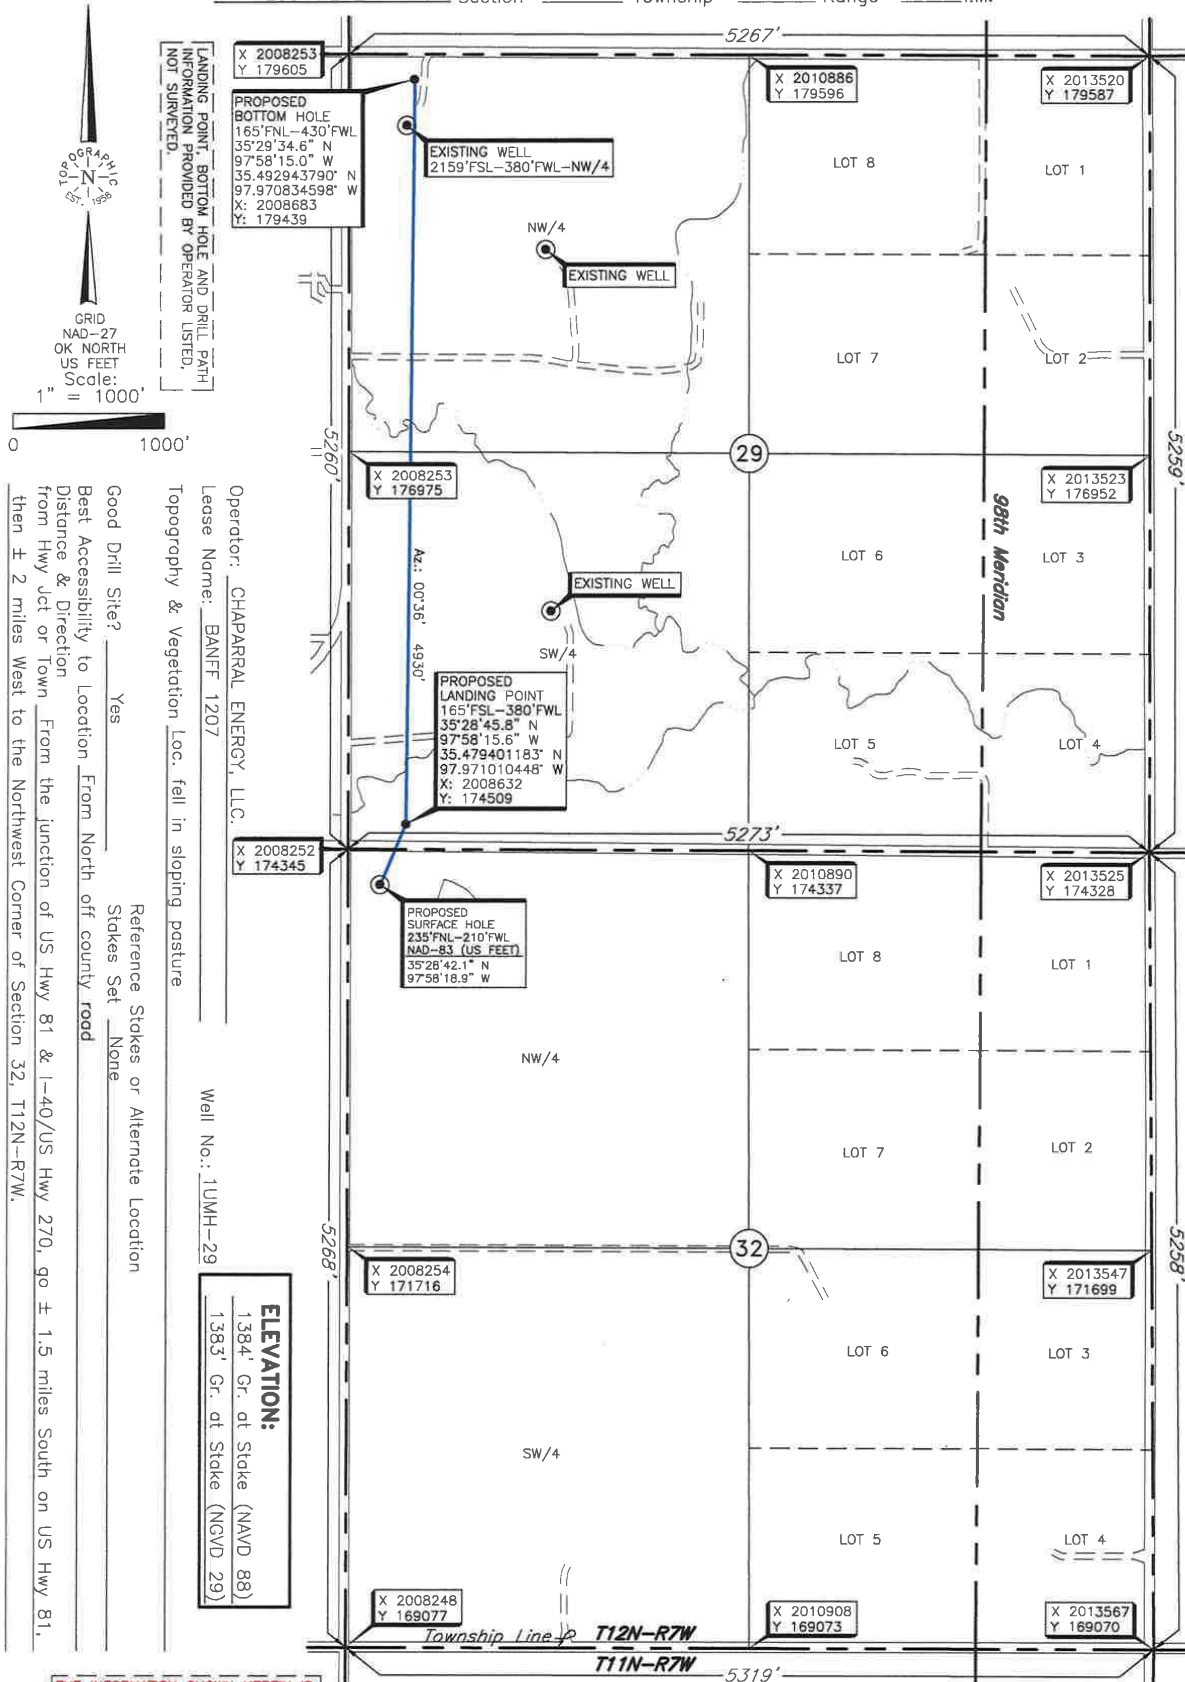 Section Township Range I.M.
5267'
X 2008253
Y 179605
X 2010886
Y 179596
X 2013520
Y 179587
LANDING POINT, BOTTOM HOLE AND DRILL PATH
INFORMATION PROVIDED BY OPERATOR LISTED,
NOT SURVEYED.
PROPOSED
BOTTOM HOLE
165'FNL-430'FWL
35°29'34.6" N
97°58'15.0" W
35.492943790° N
97.970834598° W
X: 2008683
Y: 179439
EXISTING WELL
2159'FSL-380'FWL-NW/4
LOT 8
LOT 1
TOPOGRAPHIC
N
EST. 1958
NW/4
EXISTING WELL
GRID
NAD-27
OK NORTH
US FEET
Scale:
1" = 1000'
0 1000'
LOT 7
LOT 2
5260'
5259'
29
X 2008253
Y 176975
X 2013523
Y 176952
98th Meridian
Az.: 00°36' 4930'
LOT 6
LOT 3
EXISTING WELL
SW/4
PROPOSED
LANDING POINT
165'FSL-380'FWL
35°28'45.8" N
97°58'15.6" W
35.479401183° N
97.971010448° W
X: 2008632
Y: 174509
LOT 5
LOT 4
5273'
X 2008252
Y 174345
X 2010890
Y 174337
X 2013525
Y 174328
PROPOSED
SURFACE HOLE
235'FNL-210'FWL
NAD-83 (US FEET)
35°28'42.1" N
97°58'18.9" W
LOT 8
LOT 1
NW/4
LOT 7
LOT 2
5268'
5258'
32
X 2008254
Y 171716
X 2013547
Y 171699
LOT 6
LOT 3
SW/4
LOT 5
LOT 4
X 2008248
Y 169077
X 2010908
Y 169073
X 2013567
Y 169070
Township Line T12N-R7W
T11N-R7W
5319'
Operator: CHAPARRAL ENERGY, LLC.
Lease Name: BANFF 1207 Well No.: 1UMH-29
Topography & Vegetation Loc. fell in sloping pasture
Reference Stakes or Alternate Location
Good Drill Site? Yes Stakes Set None
Best Accessibility to Location From North off county road
Distance & Direction
from Hwy Jct or Town From the junction of US Hwy 81 & I-40/US Hwy 270, go ± 1.5 miles South on US Hwy 81,
then ± 2 miles West to the Northwest Corner of Section 32, T12N-R7W.
ELEVATION:
1384' Gr. at Stake (NAVD 88)
1383' Gr. at Stake (NGVD 29)